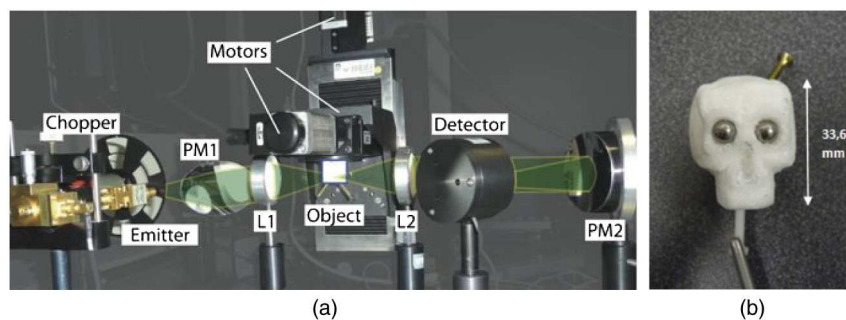 Motors
Chopper
PM1
Detector
Emitter
L1
Object
L2
PM2
33,6
mm
(a)
(b)